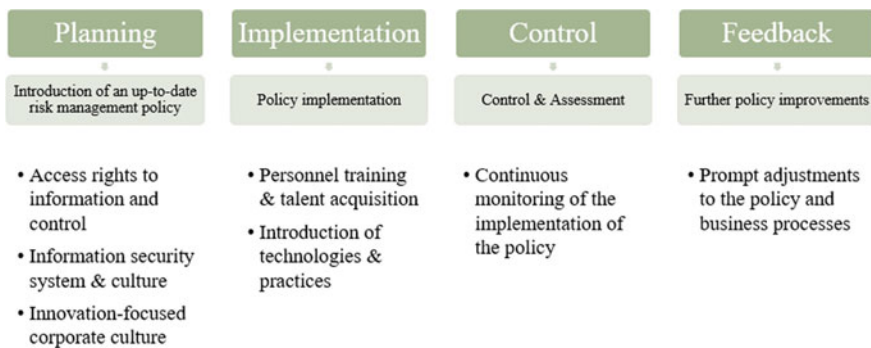 Planning
Introduction of an up-to-date
risk management policy
• Access rights to
information and
control
• Information security
system & culture
• Innovation-focused
corporate culture
Implementation
Policy implementation
• Personnel training
& talent acquisition
• Introduction of
technologies &
practices
Control
Control & Assessment
• Continuous
monitoring of the
implementation of
the policy
Feedback
Further policy improvements
• Prompt adjustments
to the policy and
business processes